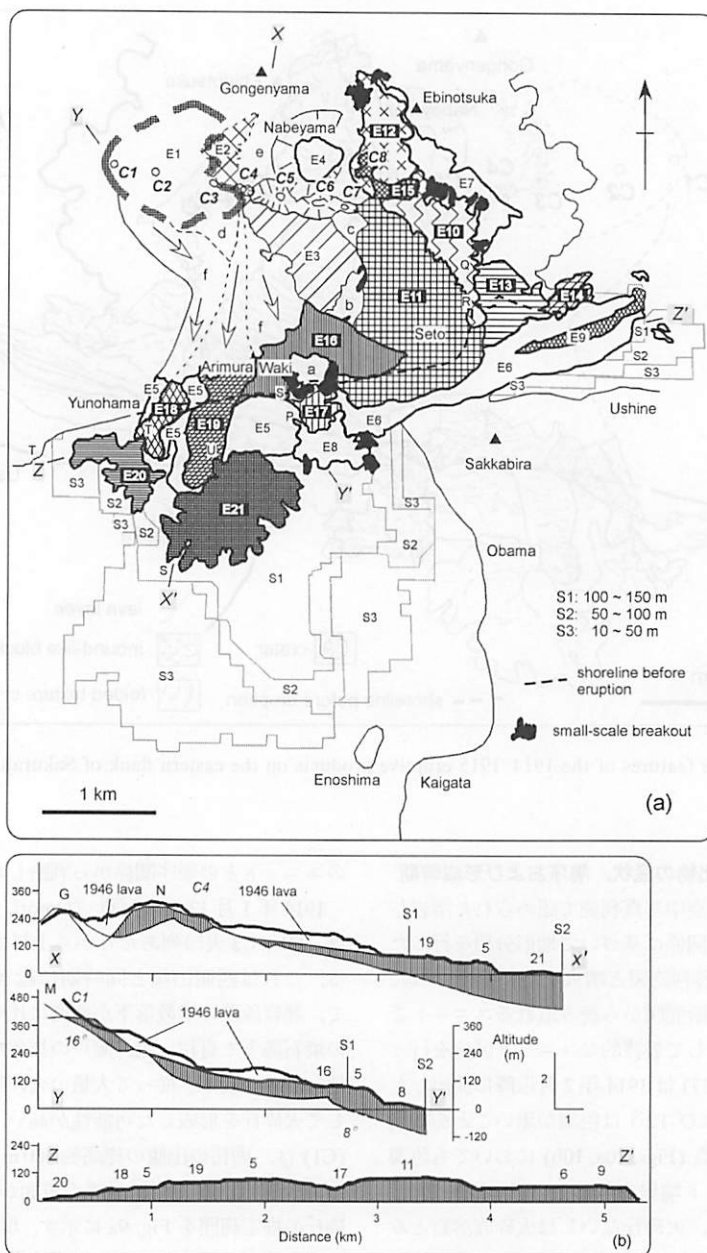 X
Gongenyama
Ebinotsuka
Y
Nabeyama
E12
E1
E2
e
E4
C8
C1
C2
C3
C4
C5
C6
C7
E7
E10
d
c
E3
Q
f
E11
E13
b
R
E14
Z'
f
E16
Seto
E9
S1
S2
S3
Arimura
Waki
a
E6
S3
E5
E5
Yunohama
E18
S
Ushine
T
E5
E19
P
E17
E6
T
Z
E5
E8
U
Sakkabira
E20
Y'
S3
S2
S3
S2
E21
S3
S2
Obama
S
S1
X'
S3
S1: 100 ~ 150 m
S2: 50 ~ 100 m
S3: 10 ~ 50 m
S3
S2
shoreline before
eruption
small-scale breakout
Enoshima
Kaigata
1 km
(a)
360
G
1946 lava
N
C4
1946 lava
240
S1
S2
120
19
5
21
0
X
X'
480
M
C1
1946 lava
360
Altitude
(m)
16°
S1
360
240
240
2
16
5
S2
120
120
1
8
0
0
Y
Y'
8°
-120
0
240
Z
Z'
120
20
18
5
19
5
17
11
6
9
0
1
2
3
4
5
Distance (km)
(b)